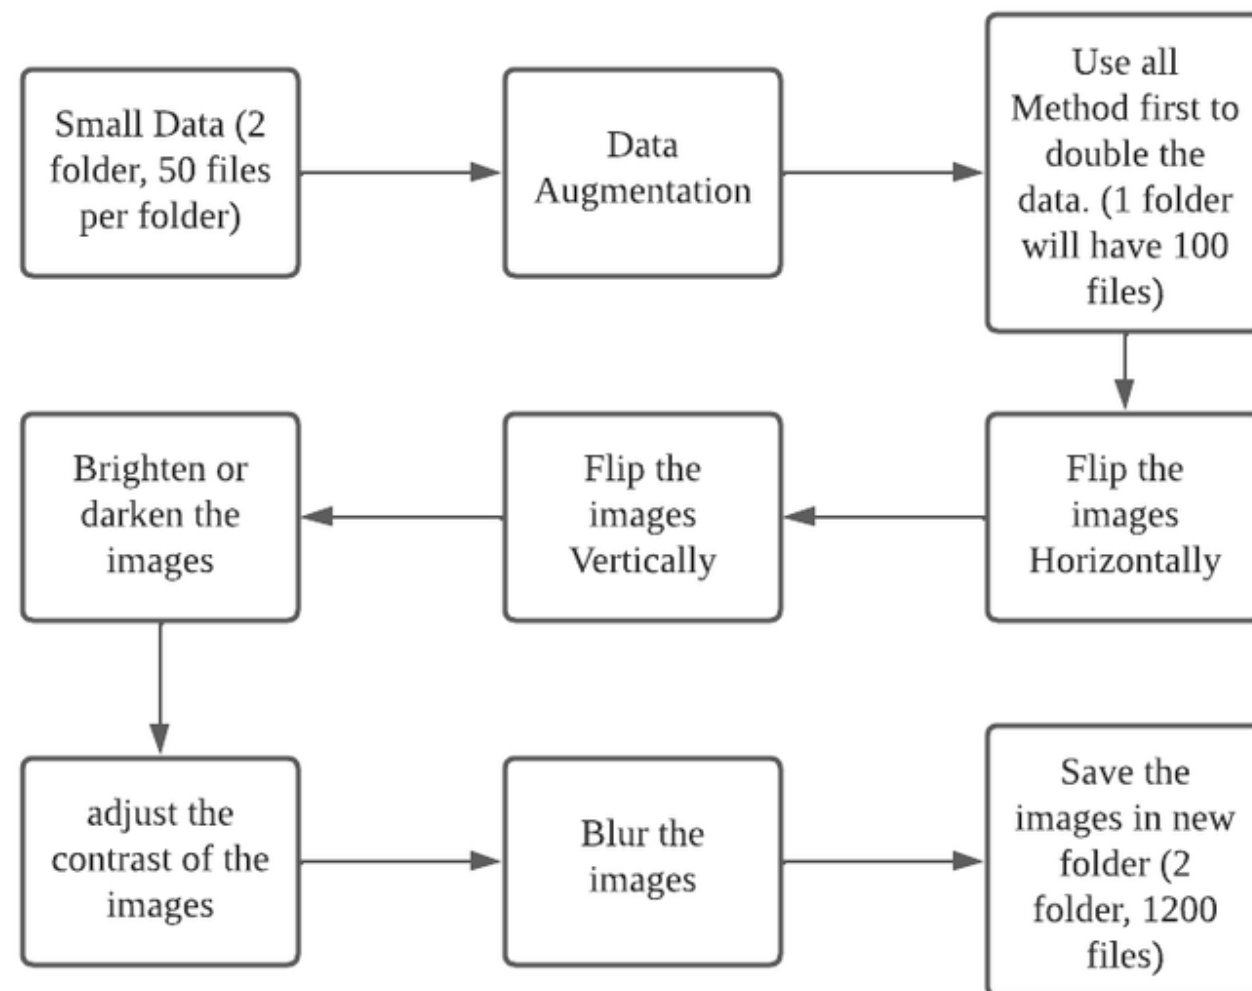 Small Data (2
folder, 50 files
per folder)
Data
Augmentation
Use all
Method first to
double the
data. (1 folder
will have 100
files)
Flip the
images
Horizontally
Flip the
images
Vertically
Brighten or
darken the
images
adjust the
contrast of the
images
Blur the
images
Save the
images in new
folder (2
folder, 1200
files)